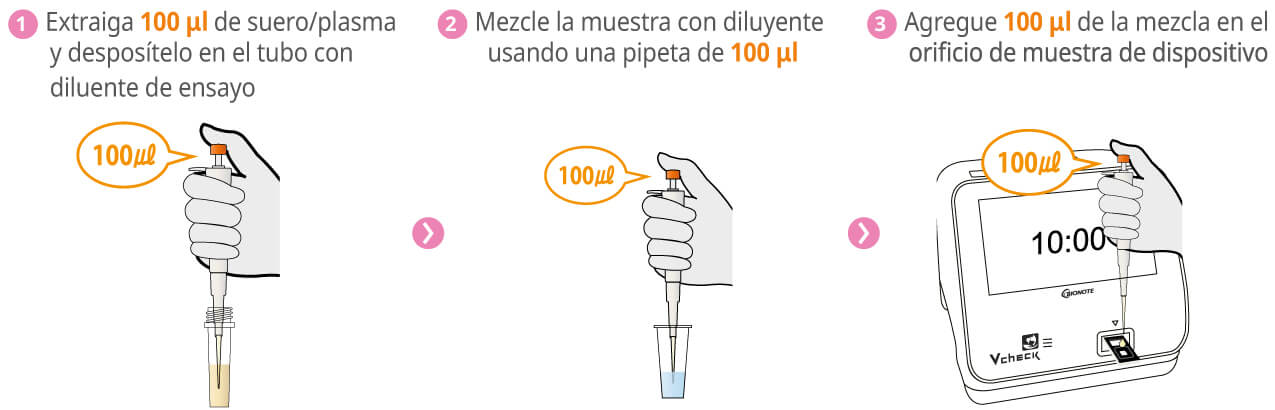 1 Extraiga 100 µl de suero/plasma
y desposítelo en el tubo con
diluente de ensayo
100µl
2 Mezcle la muestra con diluyente
usando una pipeta de 100 µl
100µl
3 Agregue 100 µl de la mezcla en el
orificio de muestra de dispositivo
100µl
10:00
BIONOTE
Vcheck